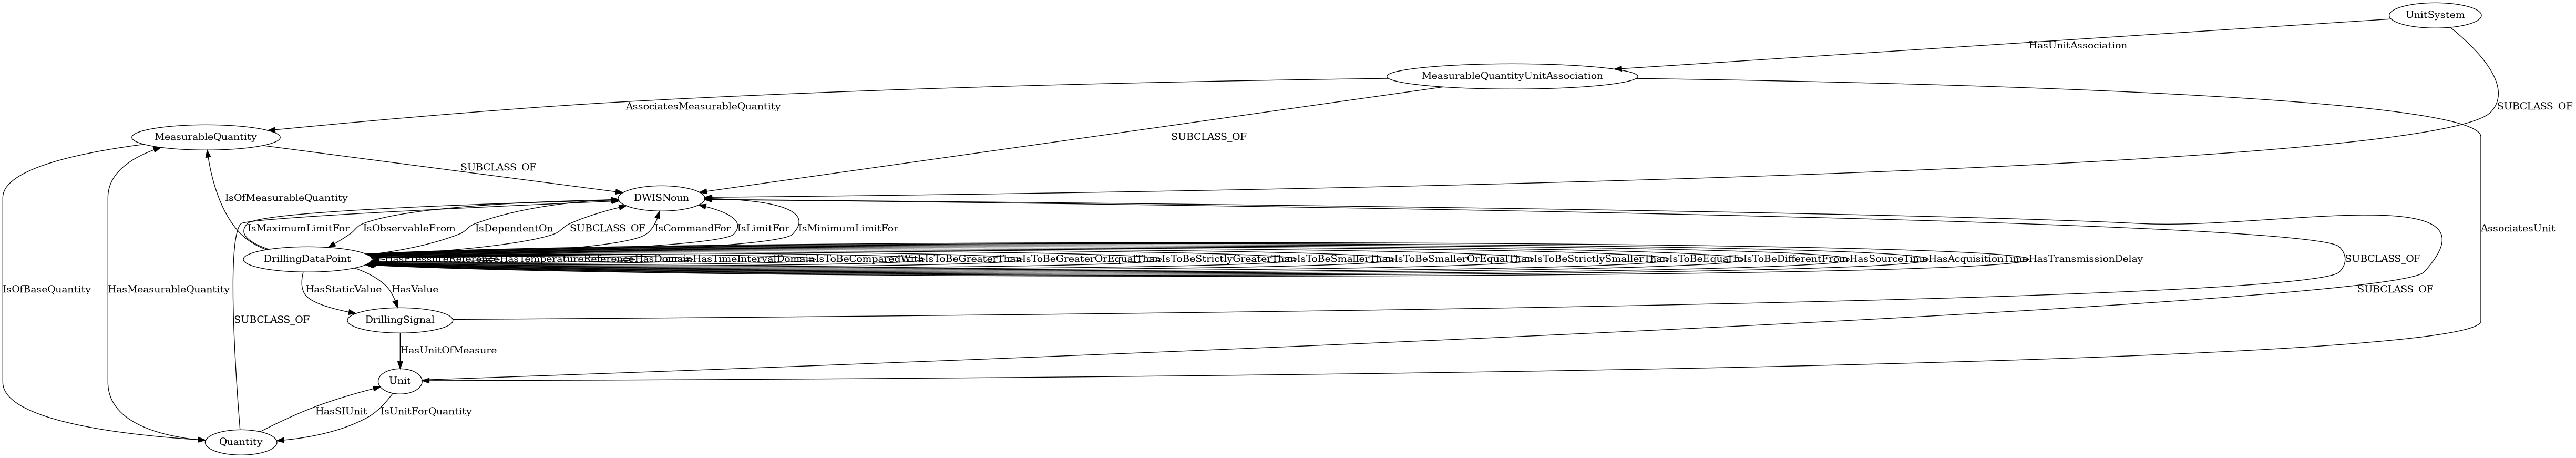 UnitSystem
HasUnitAssociation
MeasurableQuantityUnitAssociation
AssociatesMeasurableQuantity
SUBCLASS_OF
MeasurableQuantity
SUBCLASS_OF
SUBCLASS_OF
IsOfMeasurableQuantity
DWISNoun
IsMaximumLimitFor
IsObservableFrom
IsDependentOn
SUBCLASS_OF
IsCommandFor
IsLimitFor
IsMinimumLimitFor
AssociatesUnit
DrillingDataPoint
HasPressureReference
HasTemperatureReference
HasDomain
HasTimeIntervalDomain
IsToBeComparedWith
IsToBeGreaterThan
IsToBeGreaterOrEqualThan
IsToBeStrictlyGreaterThan
IsToBeSmallerThan
IsToBeSmallerOrEqualThan
IsToBeStrictlySmallerThan
IsToBeEqualTo
IsToBeDifferentFrom
HasSourceTime
HasAcquisitionTime
HasTransmissionDelay
SUBCLASS_OF
IsOfBaseQuantity
HasMeasurableQuantity
HasStaticValue
HasValue
SUBCLASS_OF
SUBCLASS_OF
DrillingSignal
HasUnitOfMeasure
Unit
HasSIUnit
IsUnitForQuantity
Quantity